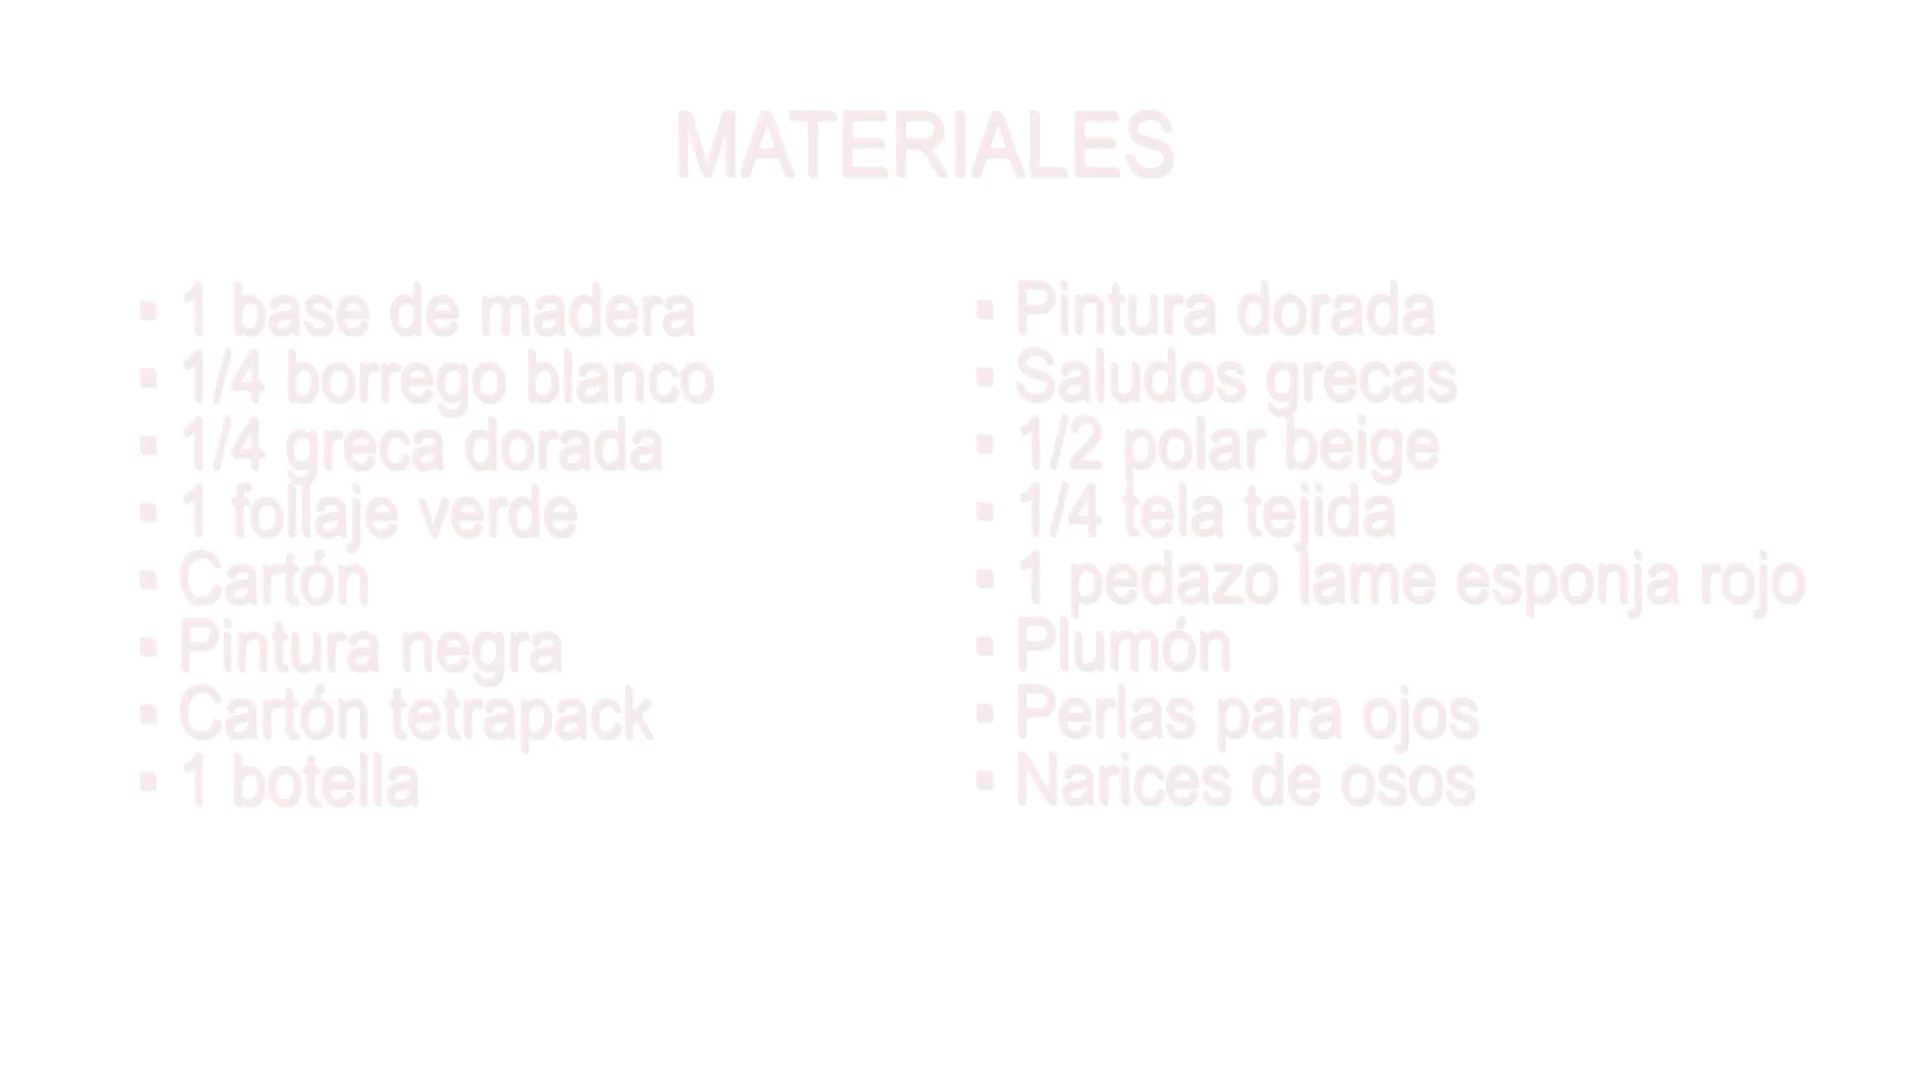 MATERIALES
▪ 1 base de madera
▪ 1/4 borrego blanco
▪ 1/4 greca dorada
▪ 1 follaje verde
▪ Cartón
▪ Pintura negra
▪ Cartón tetrapack
▪ 1 botella
▪ Pintura dorada
▪ Saludos grecas
▪ 1/2 polar beige
▪ 1/4 tela tejida
▪ 1 pedazo lame esponja rojo
▪ Plumón
▪ Perlas para ojos
▪ Narices de osos